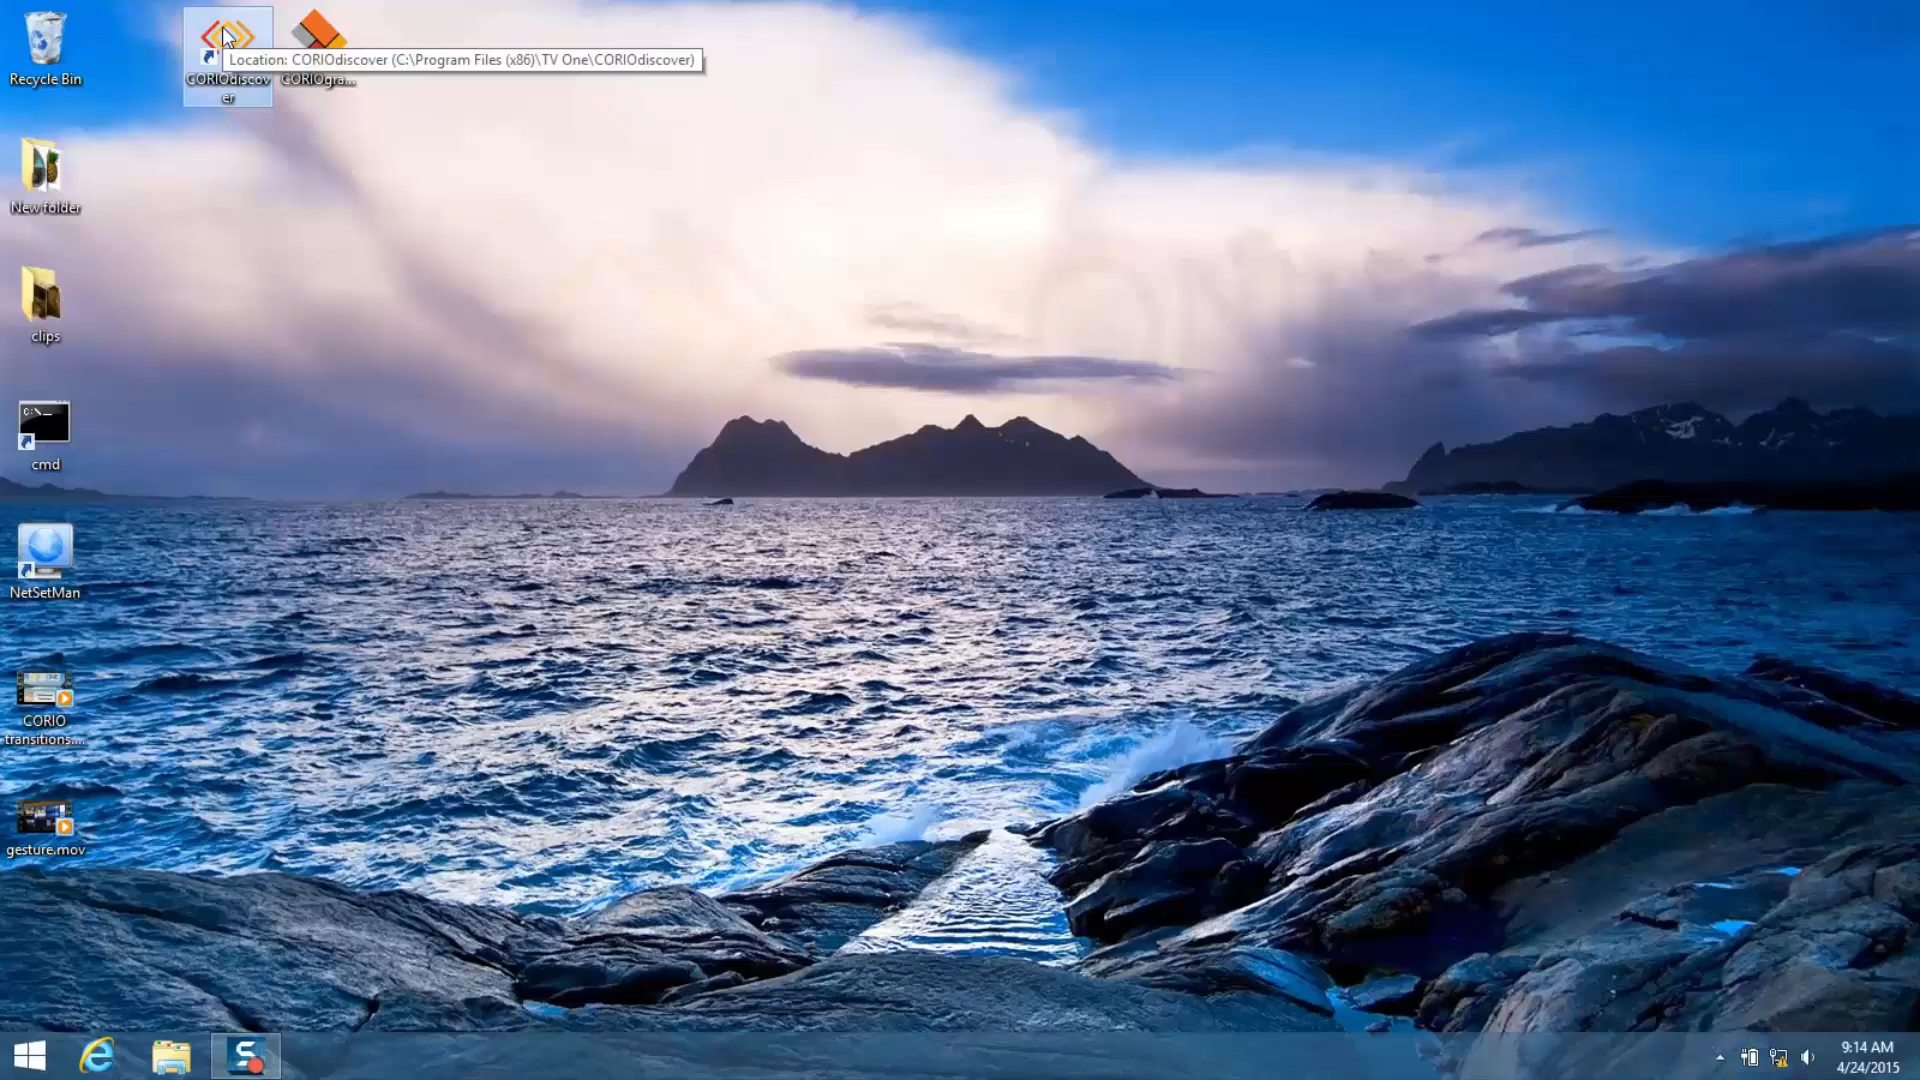 Recycle Bin
CORIOdiscov
er
CORIOgra...
Location: CORIOdiscover (C:\Program Files (x86)\TV One\CORIOdiscover)
New folder
clips
C:\_
cmd
NetSetMan
CORIO
transitions....
gesture.mov
S
9:14 AM
4/24/2015